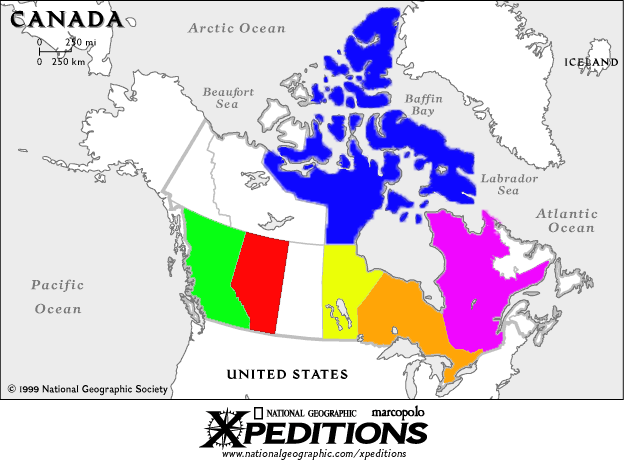 CANADA
0 250 mi
0 250 km
Arctic Ocean
ICELAND
Beaufort
Sea
Baffin
Bay
Labrador
Sea
Atlantic
Ocean
Pacific
Ocean
UNITED STATES
© 1999 National Geographic Society
NATIONAL GEOGRAPHIC marcopolo
XPEDITIONS
www.nationalgeographic.com/xpeditions